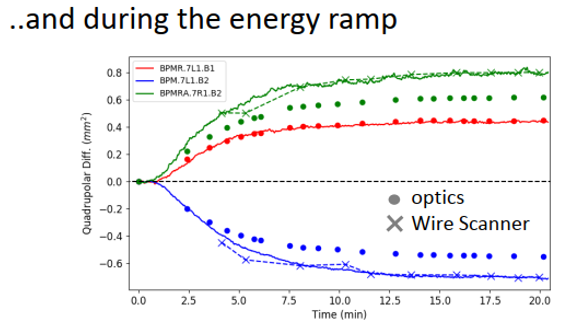 ..and during the energy ramp
BPMR.7L1.B1
BPM.7L1.B2
BPMRA.7R1.B2
optics
Wire Scanner
Quadrupolar Diff. (mm²)
0.8
0.6
0.4
0.2
0.0
−0.2
−0.4
−0.6
0.0 2.5 5.0 7.5 10.0 12.5 15.0 17.5 20.0
Time (min)